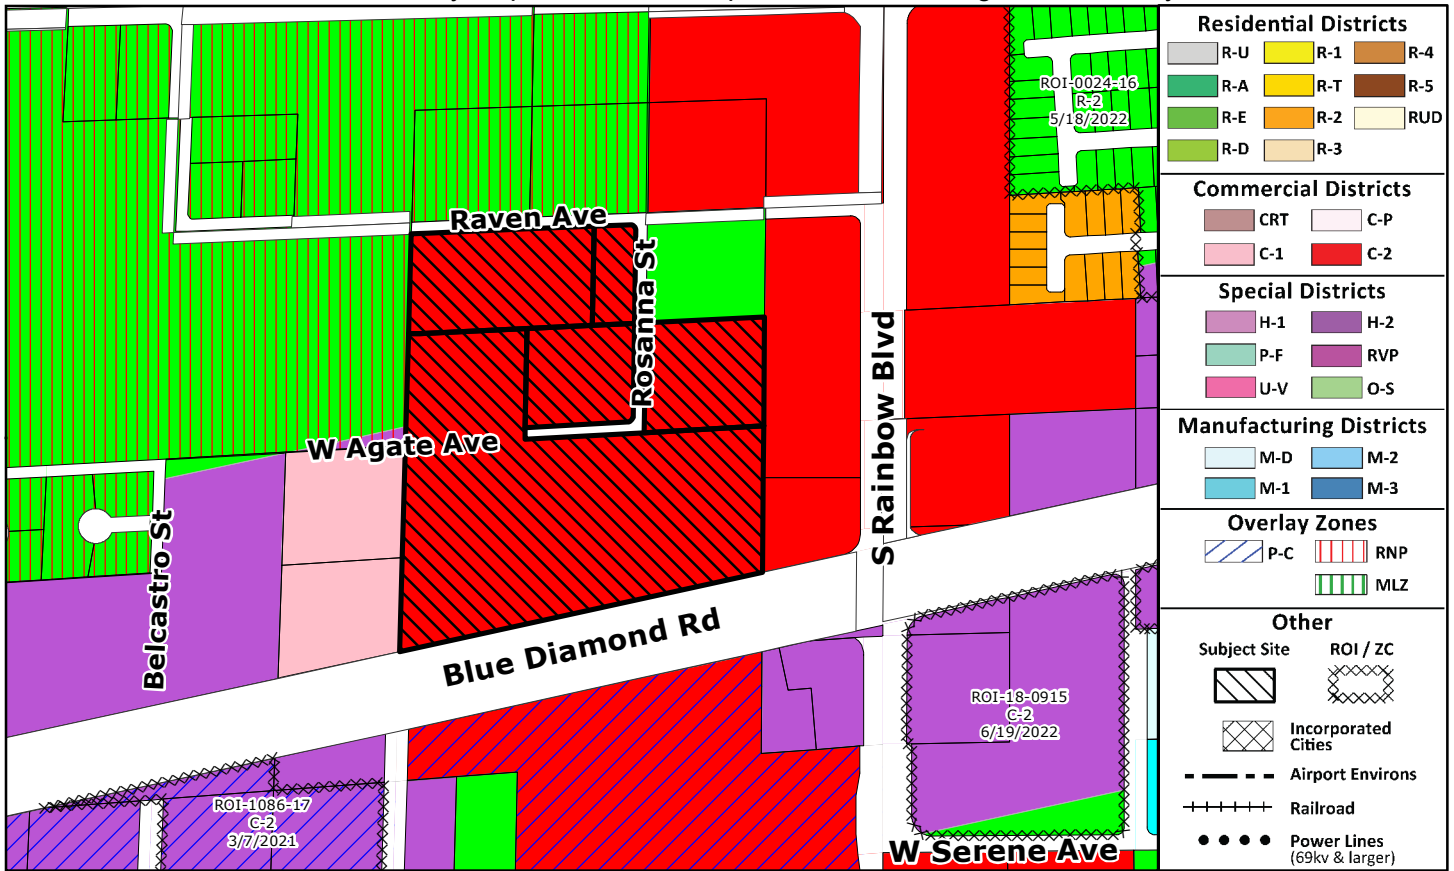 Raven Ave
Rosanna St
W Agate Ave
S Rainbow Blvd
Belcastro St
Blue Diamond Rd
W Serene Ave
ROI-0024-16
R-2
5/18/2022
ROI-18-0915
C-2
6/19/2022
ROI-1086-17
C-2
3/7/2021
Residential Districts
R-U R-1 R-4
R-A R-T R-5
R-E R-2 RUD
R-D R-3
Commercial Districts
CRT C-P
C-1 C-2
Special Districts
H-1 H-2
P-F RVP
U-V O-S
Manufacturing Districts
M-D M-2
M-1 M-3
Overlay Zones
P-C RNP
MLZ
Other
Subject Site ROI / ZC
Incorporated
Cities
Airport Environs
Railroad
Power Lines
(69kv & larger)